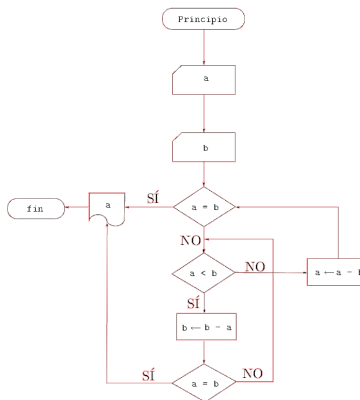 Principio
a
b
a = b
SÍ
a
fin
NO
a < b
NO
a ← a - b
SÍ
b ← b - a
a = b
SÍ
NO